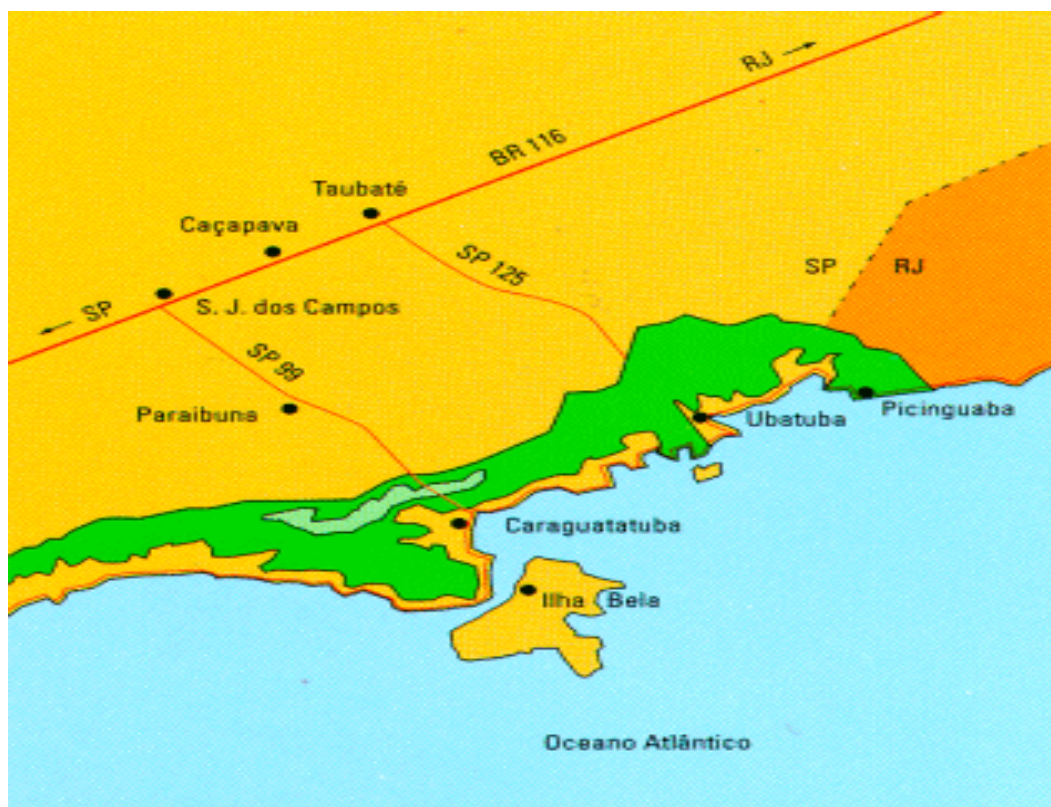 RJ
BR 116
Taubaté
Caçapava
SP 125
SP
RJ
SP
S. J. dos Campos
SP 99
Paraibuna
Ubatuba
Picinguaba
Caraguatatuba
Ilha Bela
Oceano Atlântico